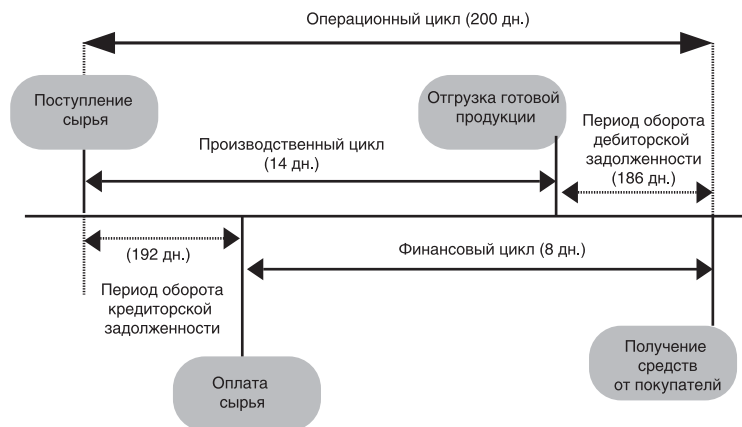 Операционный цикл (200 дн.)
Поступление
сырья
Отгрузка готовой
продукции
Период оборота
дебиторской
задолженности
(186 дн.)
Производственный цикл
(14 дн.)
(192 дн.)
Период оборота
кредиторской
задолженности
Финансовый цикл (8 дн.)
Оплата
сырья
Получение
средств
от покупателй